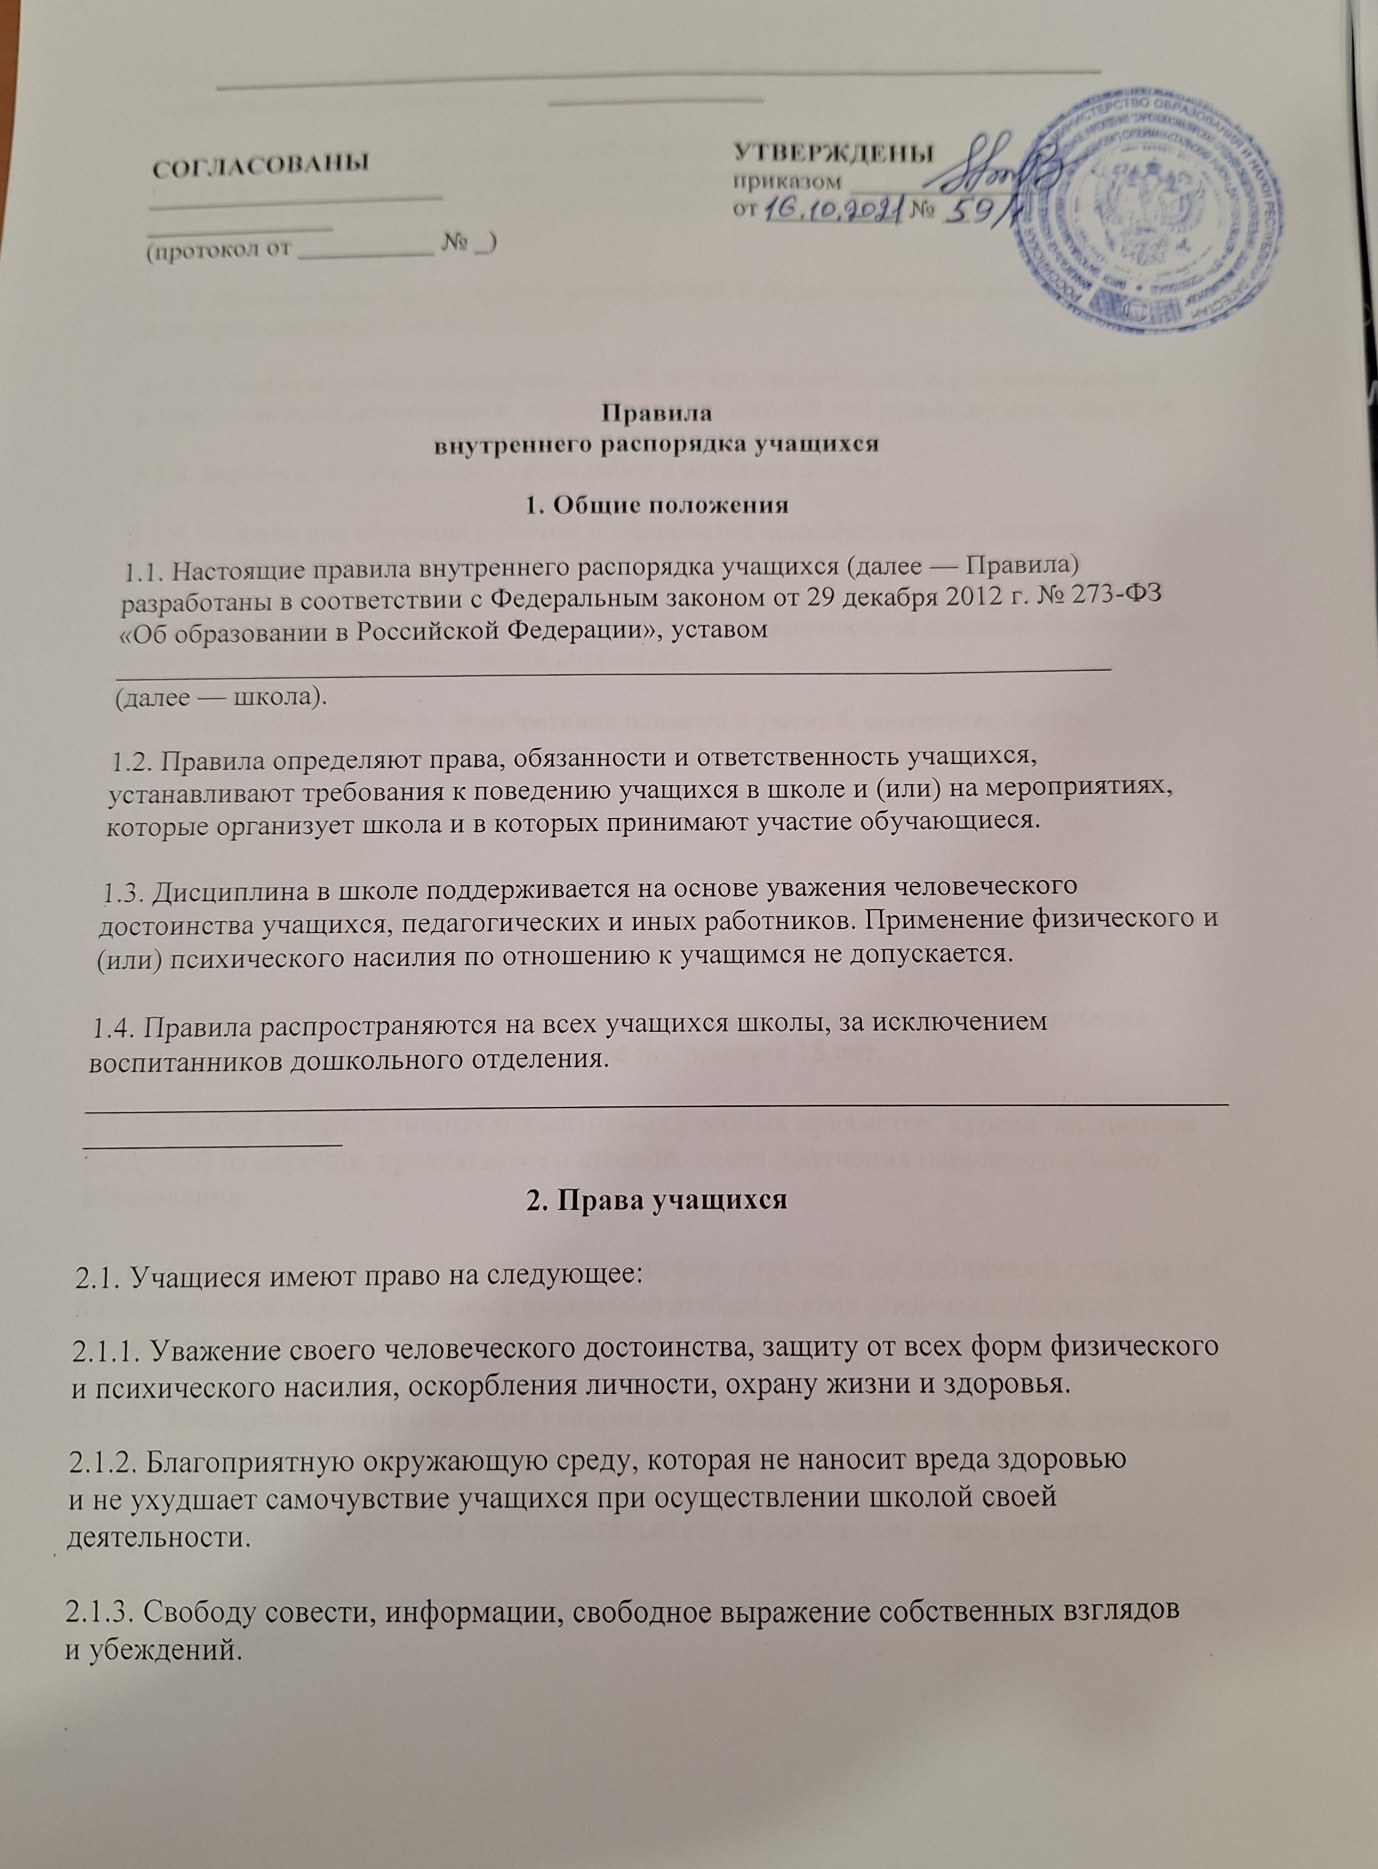 СОГЛАСОВАНЫ
(протокол от ____________ № _)
УТВЕРЖДЕНЫ
приказом
от 16.10.2021 № 59/1
МИНИСТЕРСТВО ОБРАЗОВАНИЯ И НАУКИ РЕСПУБЛИКИ ДАГЕСТАН
РОССИЙСКАЯ
Правила
внутреннего распорядка учащихся
1. Общие положения
1.1. Настоящие правила внутреннего распорядка учащихся (далее — Правила)
разработаны в соответствии с Федеральным законом от 29 декабря 2012 г. № 273-ФЗ
«Об образовании в Российской Федерации», уставом
(далее — школа).
1.2. Правила определяют права, обязанности и ответственность учащихся,
устанавливают требования к поведению учащихся в школе и (или) на мероприятиях,
которые организует школа и в которых принимают участие обучающиеся.
1.3. Дисциплина в школе поддерживается на основе уважения человеческого
достоинства учащихся, педагогических и иных работников. Применение физического и
(или) психического насилия по отношению к учащимся не допускается.
1.4. Правила распространяются на всех учащихся школы, за исключением
воспитанников дошкольного отделения.
2. Права учащихся
2.1. Учащиеся имеют право на следующее:
2.1.1. Уважение своего человеческого достоинства, защиту от всех форм физического
и психического насилия, оскорбления личности, охрану жизни и здоровья.
2.1.2. Благоприятную окружающую среду, которая не наносит вреда здоровью
и не ухудшает самочувствие учащихся при осуществлении школой своей
деятельности.
2.1.3. Свободу совести, информации, свободное выражение собственных взглядов
и убеждений.